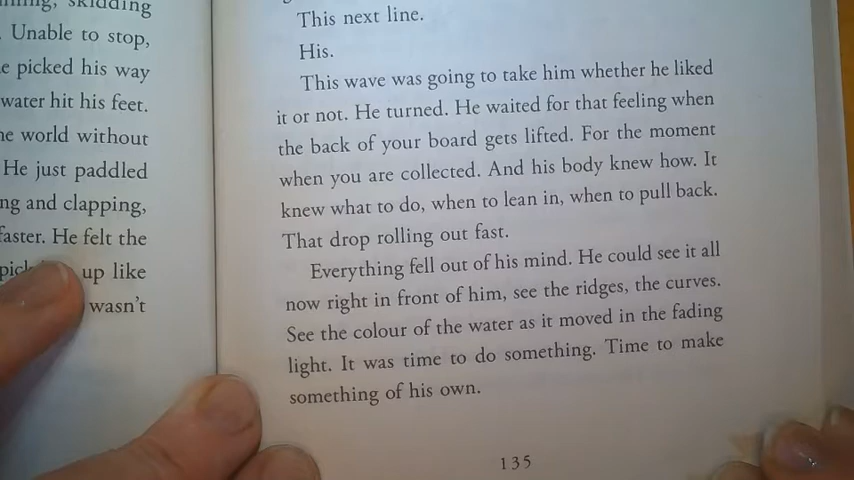 skidding
Unable to stop,
picked his way
water hit his feet.
world without
He just paddled
and clapping,
faster. He felt the
up like
wasn't
This next line.
His.
This wave was going to take him whether he liked
it or not. He turned. He waited for that feeling when
the back of your board gets lifted. For the moment
when you are collected. And his body knew how. It
knew what to do, when to lean in, when to pull back.
That drop rolling out fast.
Everything fell out of his mind. He could see it all
now right in front of him, see the ridges, the curves.
See the colour of the water as it moved in the fading
light. It was time to do something. Time to make
something of his own.
135